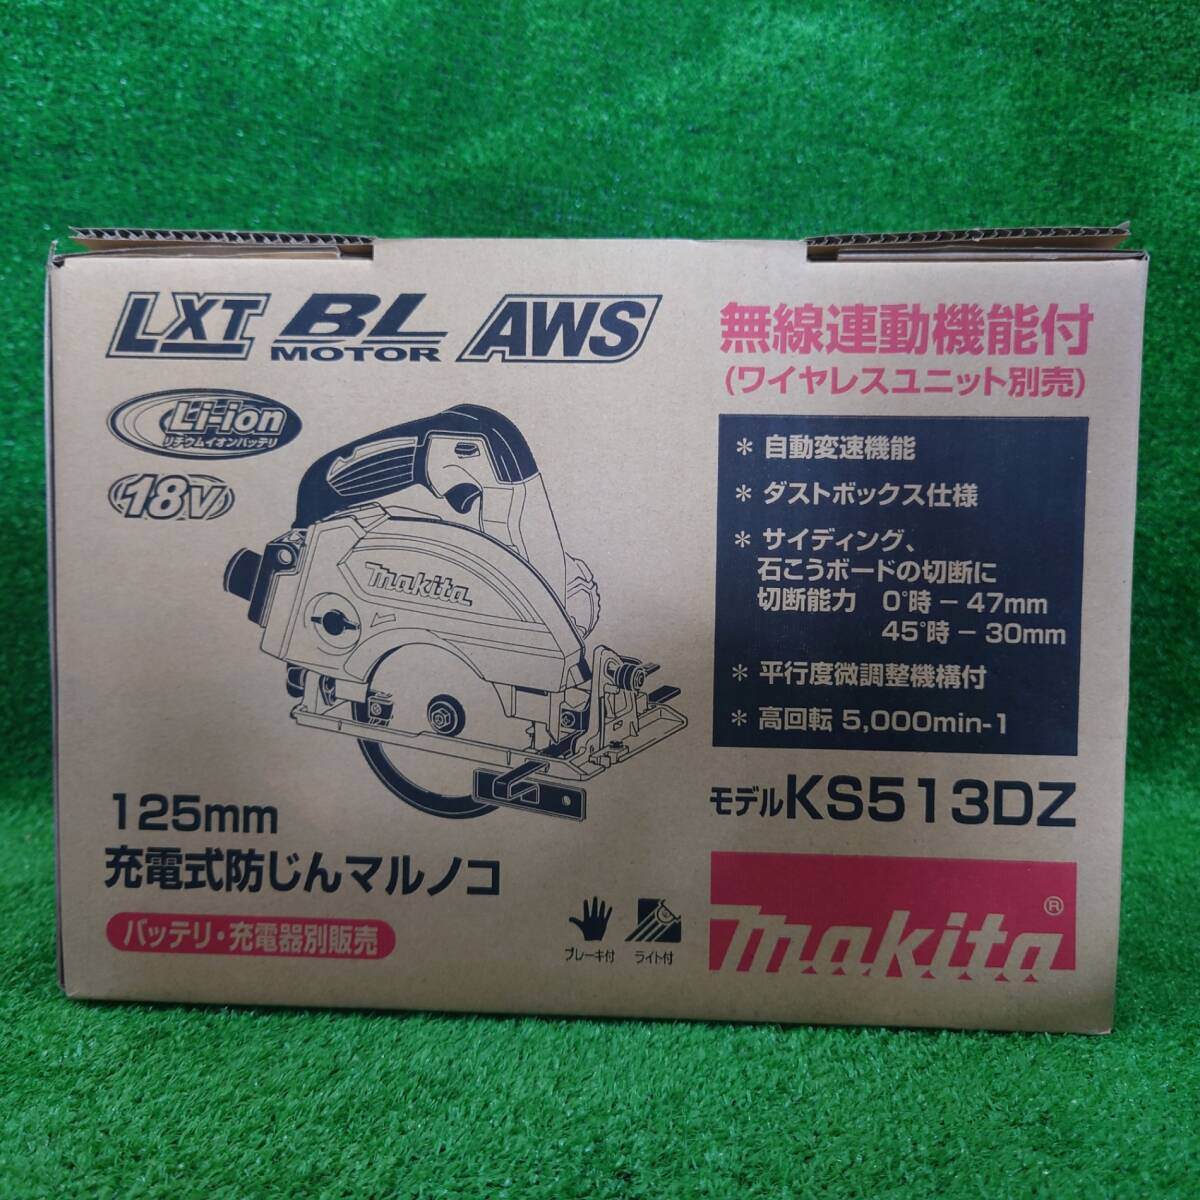 LXT BL MOTOR AWS
Li-ion
リチウムイオンバッテリ
18V
makita
125mm
充電式防じんマルノコ
バッテリ・充電器別販売
ブレーキ付
ライト付
無線連動機能付
(ワイヤレスユニット別売)
＊ 自動変速機能
＊ ダストボックス仕様
＊ サイディング、
石こうボードの切断に
切断能力 0°時 － 47mm
45°時 － 30mm
＊ 平行度微調整機構付
＊ 高回転 5,000min-1
モデルKS513DZ
makita®